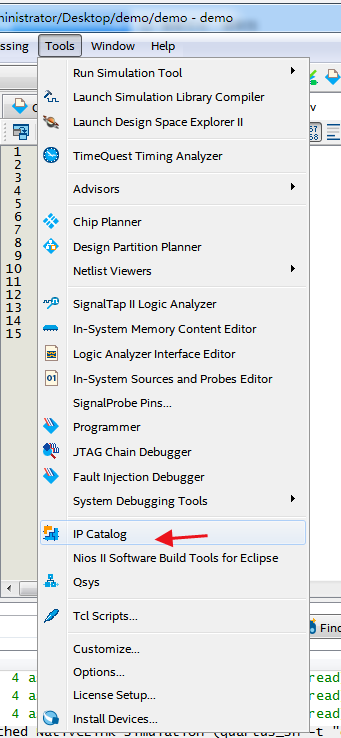 ministrator/Desktop/demo/demo - demo
ssing Tools Window Help
Run Simulation Tool
Launch Simulation Library Compiler
Launch Design Space Explorer II
1
2
3
4
5
6
7
8
9
10
11
12
13
14
15
TimeQuest Timing Analyzer
Advisors
Chip Planner
Design Partition Planner
Netlist Viewers
SignalTap II Logic Analyzer
In-System Memory Content Editor
Logic Analyzer Interface Editor
In-System Sources and Probes Editor
SignalProbe Pins...
Programmer
JTAG Chain Debugger
Fault Injection Debugger
System Debugging Tools
IP Catalog
Nios II Software Build Tools for Eclipse
Qsys
Tcl Scripts...
Find
Customize...
Options...
License Setup...
Install Devices...
4 a
read
4 a
read
4 a
read